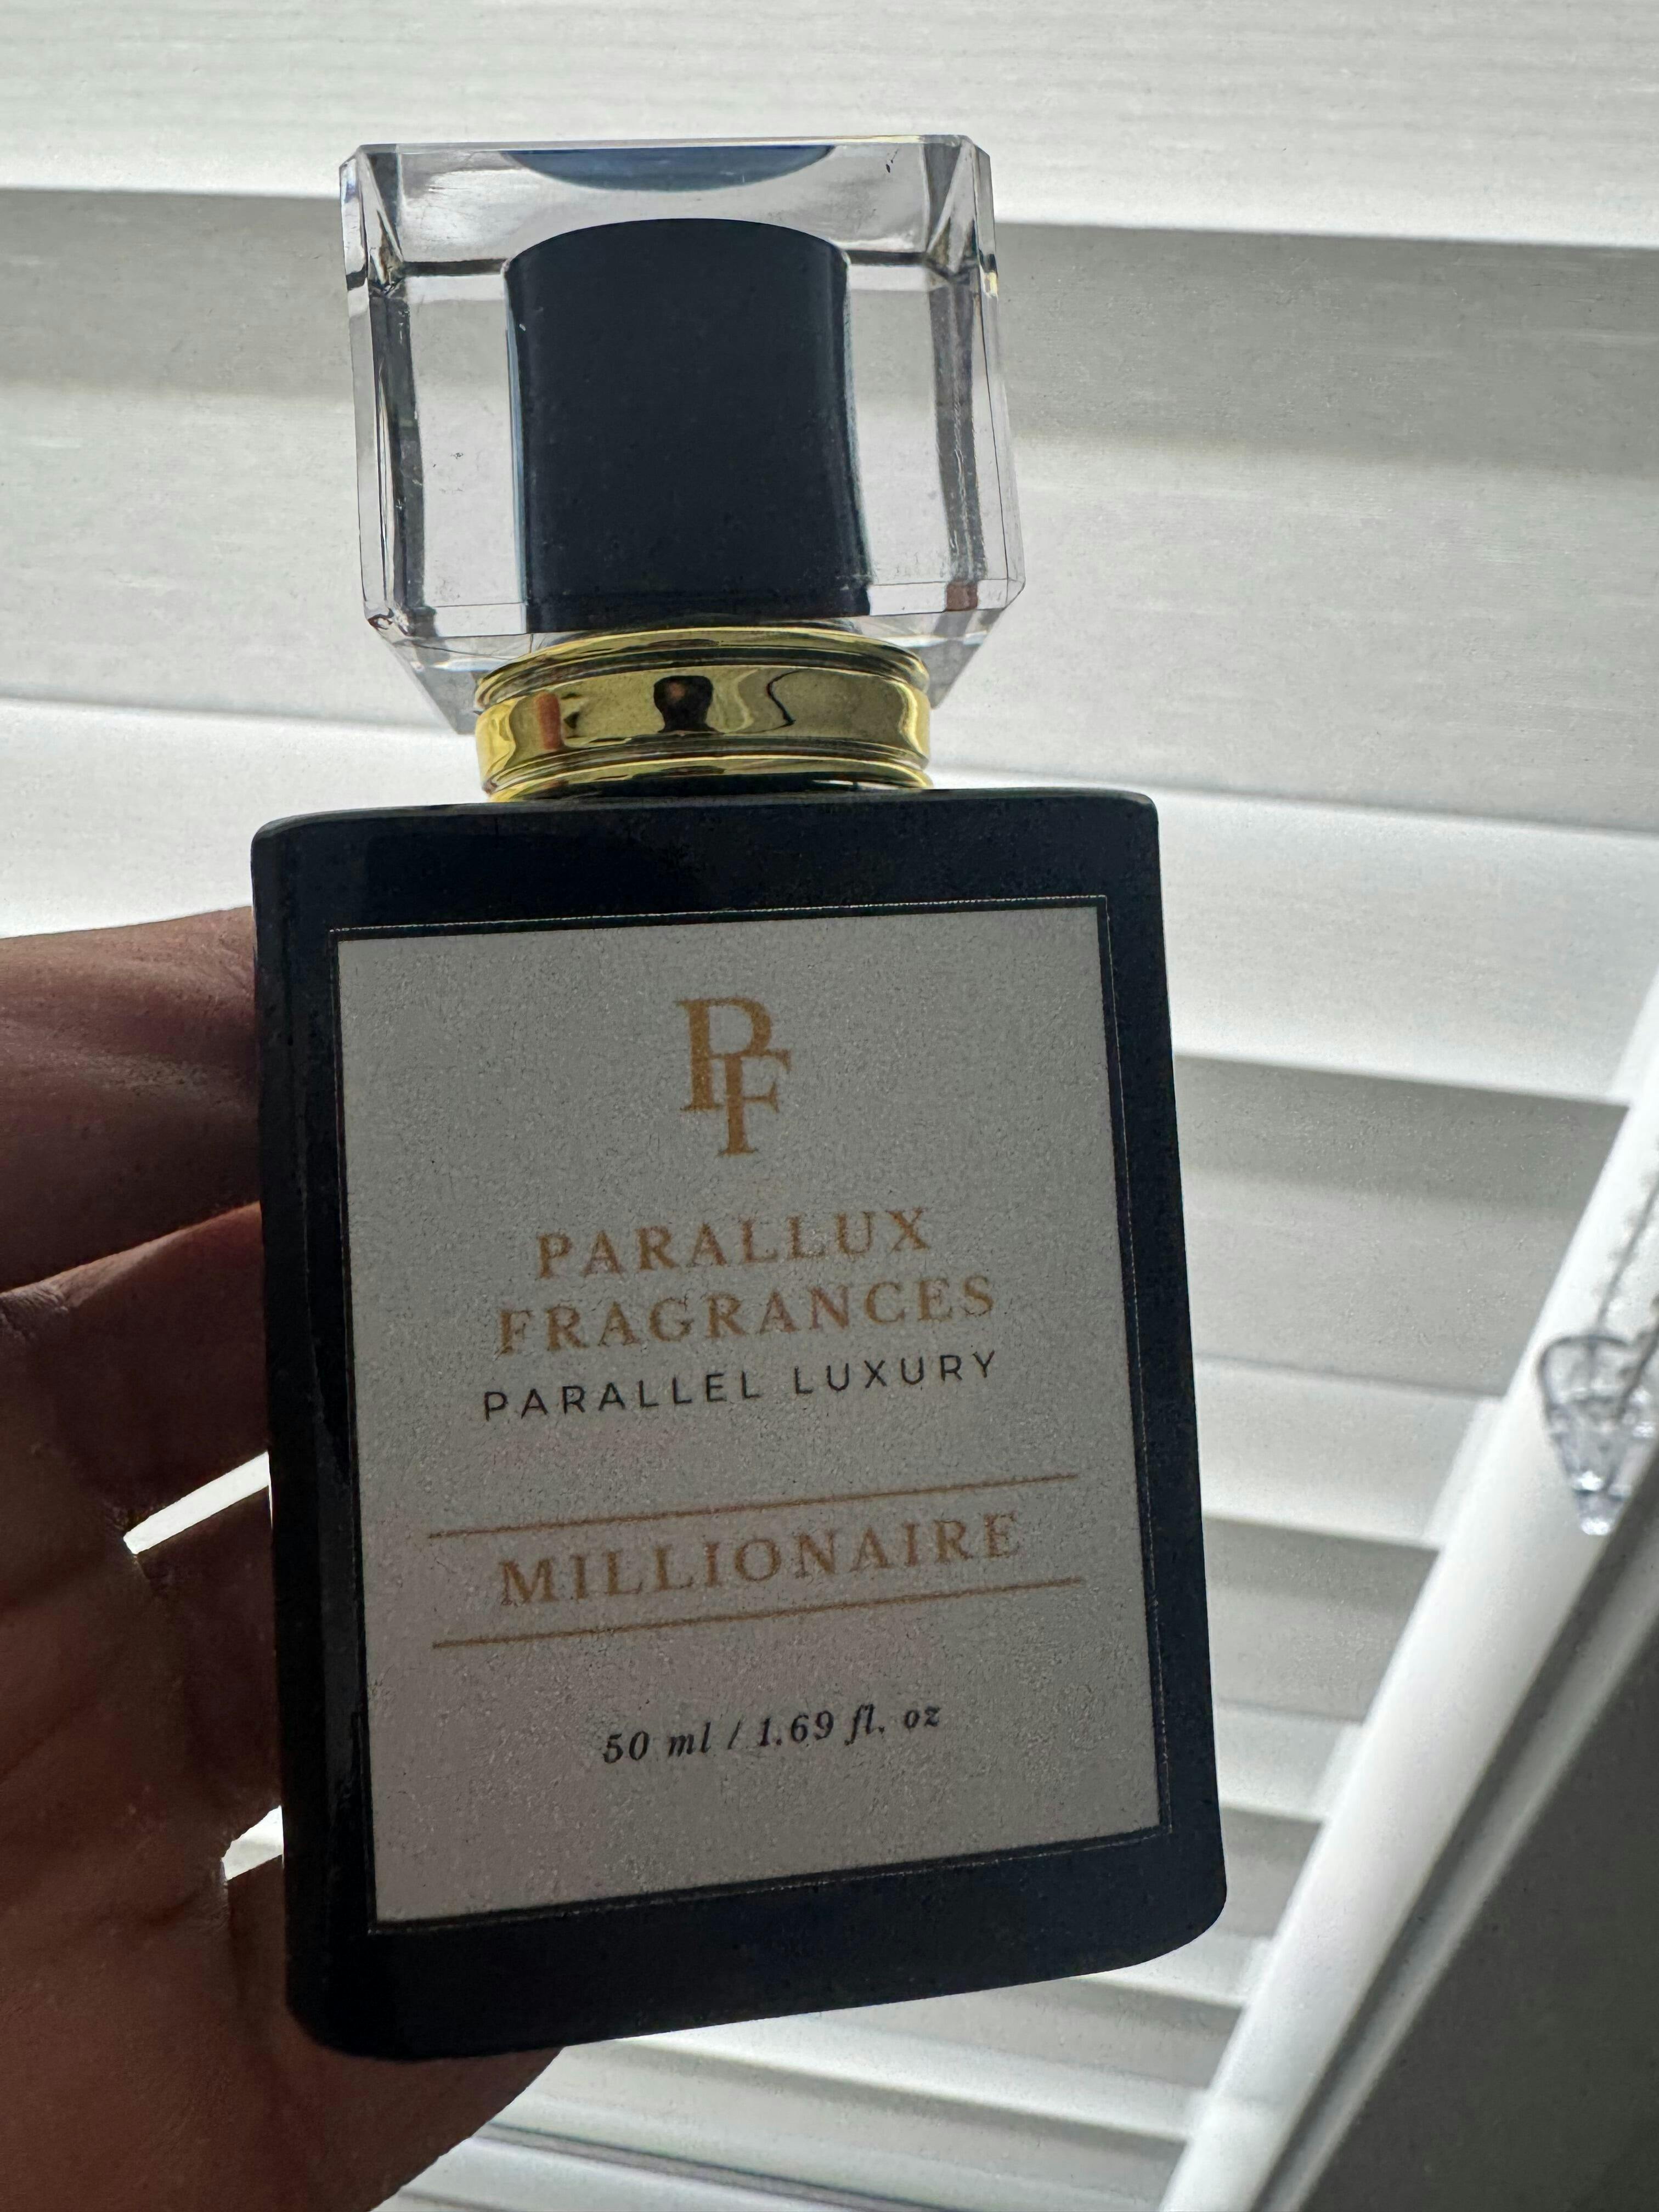 PF
PARALLUX
FRAGRANCES
PARALLEL LUXURY
MILLIONAIRE
50 ml / 1.69 fl. oz